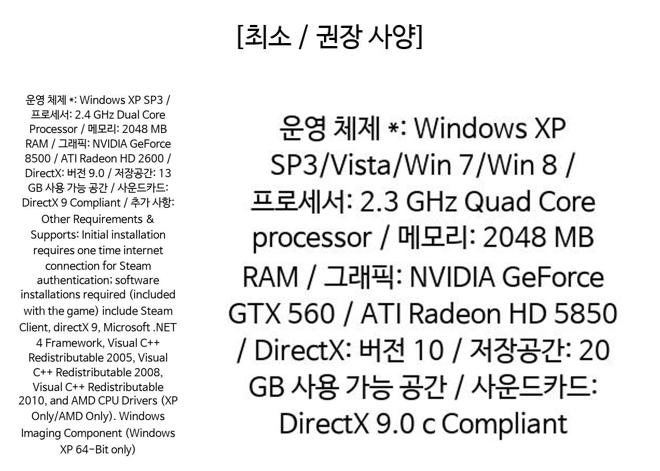 [최소 / 권장 사양]
운영 체제 *: Windows XP SP3 /
프로세서: 2.4 GHz Dual Core
Processor / 메모리: 2048 MB
RAM / 그래픽: NVIDIA GeForce
8500 / ATI Radeon HD 2600 /
DirectX: 버전 9.0 / 저장공간: 13
GB 사용 가능 공간 / 사운드카드:
DirectX 9 Compliant / 추가 사항:
Other Requirements &
Supports: Initial installation
requires one time internet
connection for Steam
authentication; software
installations required (included
with the game) include Steam
Client, directX 9, Microsoft .NET
4 Framework, Visual C++
Redistributable 2005, Visual
C++ Redistributable 2008,
Visual C++ Redistributable
2010, and AMD CPU Drivers (XP
Only/AMD Only). Windows
Imaging Component (Windows
XP 64-Bit only)
운영 체제 *: Windows XP
SP3/Vista/Win 7/Win 8 /
프로세서: 2.3 GHz Quad Core
processor / 메모리: 2048 MB
RAM / 그래픽: NVIDIA GeForce
GTX 560 / ATI Radeon HD 5850
/ DirectX: 버전 10 / 저장공간: 20
GB 사용 가능 공간 / 사운드카드:
DirectX 9.0 c Compliant